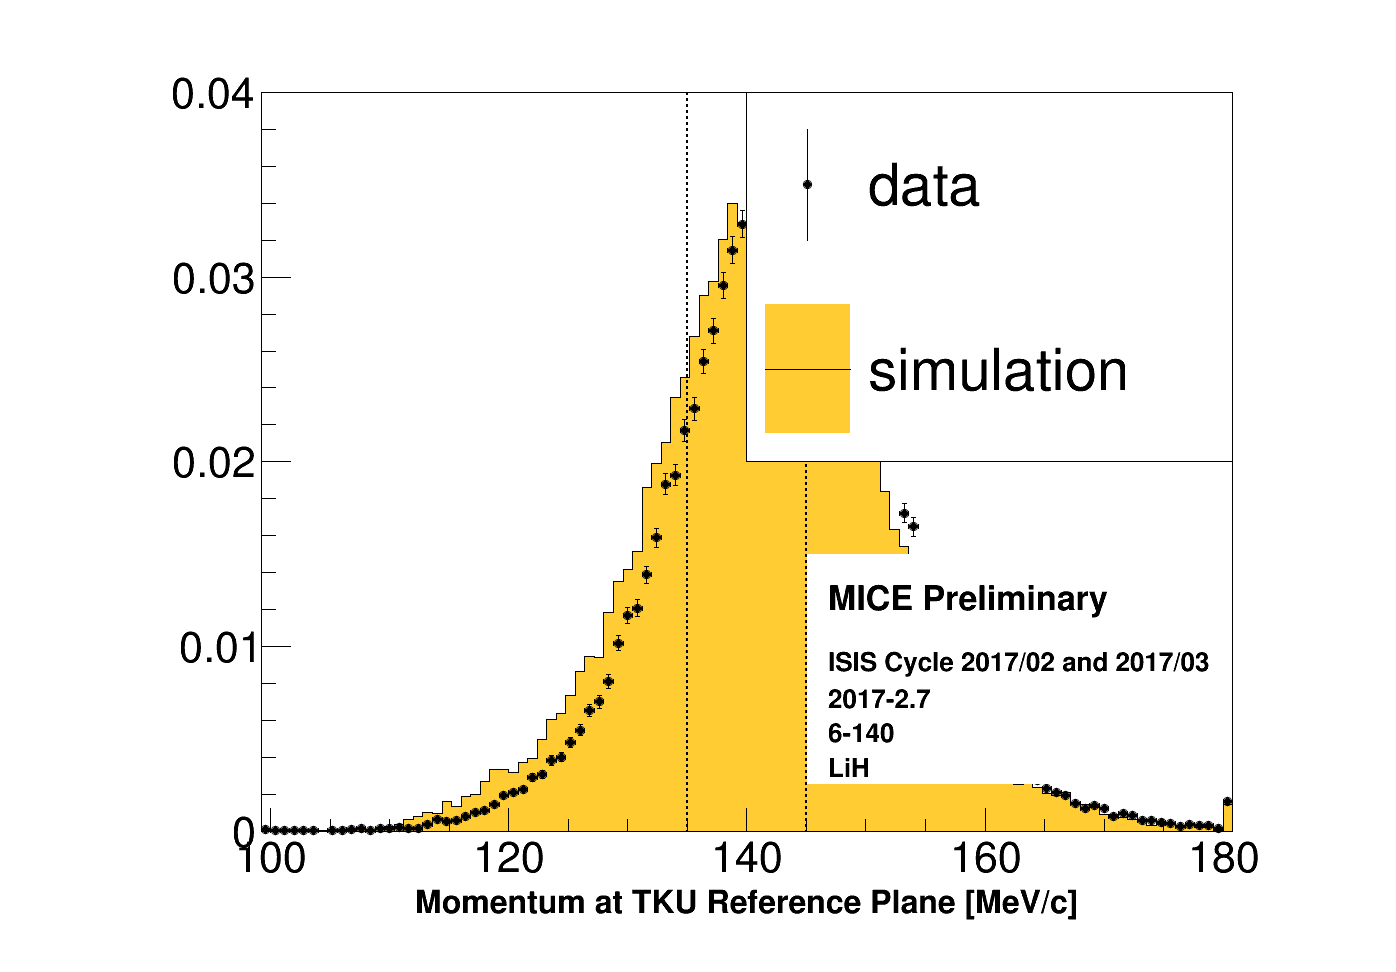 0.04
0.03
0.02
0.01
0
data
simulation
MICE Preliminary
ISIS Cycle 2017/02 and 2017/03
2017-2.7
6-140
LiH
100 120 140 160 180
Momentum at TKU Reference Plane [MeV/c]